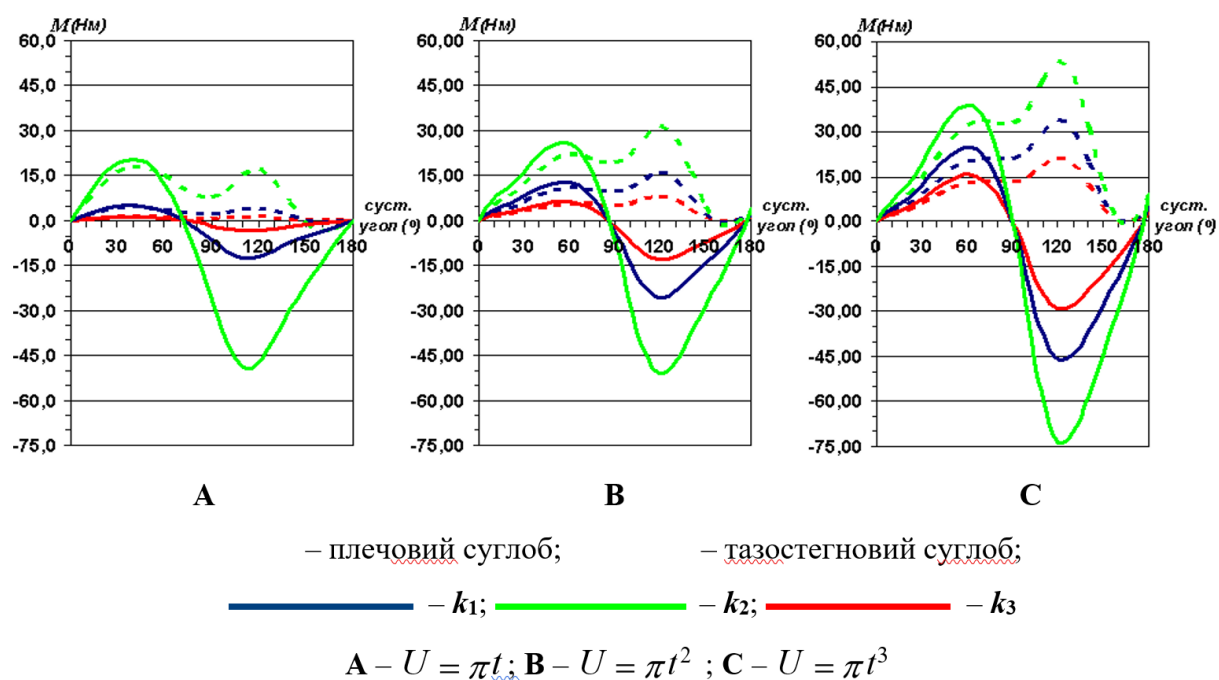 M(Нм) M(Нм) M(Нм)
60,0 60,00 60,00
45,0 45,00 45,00
30,0 30,00 30,00
15,0 15,00 15,00
суст. суст. суст.
0,0 угол (º) 0,00 угол (º) 0,00 угол (º)
0 30 60 90 120 150 180 0 30 60 90 120 150 180 0 30 60 90 120 150 180
-15,0 -15,00 -15,00
-30,0 -30,00 -30,00
-45,0 -45,00 -45,00
-60,0 -60,00 -60,00
-75,0 -75,00 -75,00
A B C
– плечовий суглоб; – тазостегновий суглоб;
– k₁; – k₂; – k₃
A – U = πt; B – U = πt² ; C – U = πt³